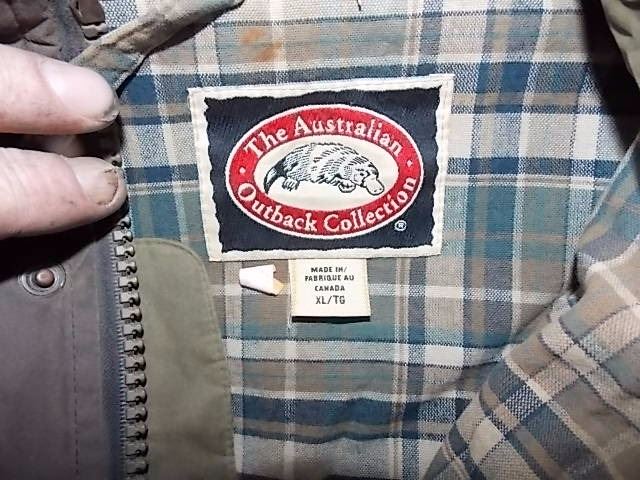 The Australian
Outback Collection
®
MADE IN/
FABRIQUE AU
CANADA
XL/TG